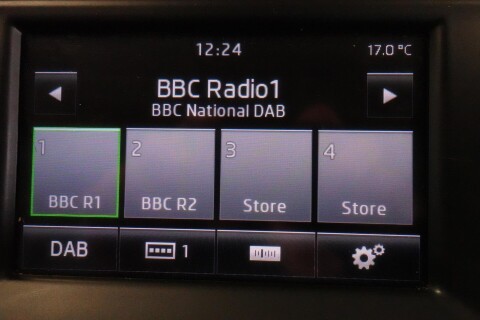 12:24
17.0 °C
BBC Radio1
BBC National DAB
1
2
3
4
BBC R1
BBC R2
Store
Store
DAB
1